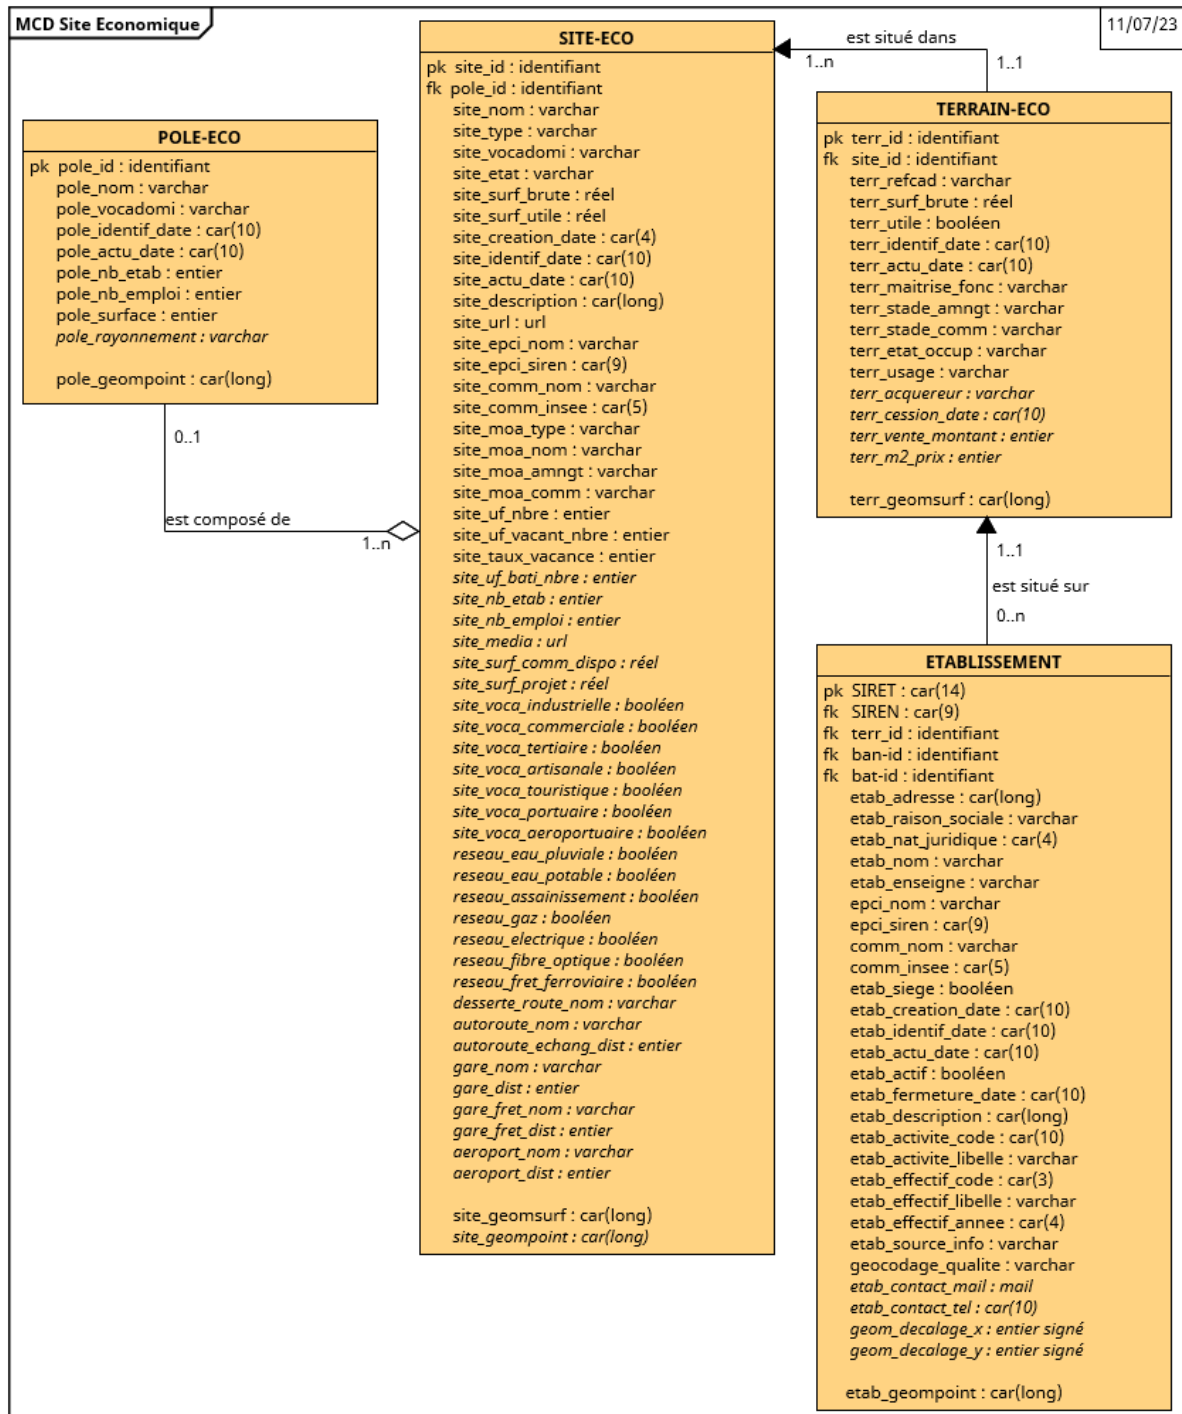 MCD Site Economique
11/07/23
POLE-ECO
pk pole_id : identifiant
pole_nom : varchar
pole_vocadomi : varchar
pole_identif_date : car(10)
pole_actu_date : car(10)
pole_nb_etab : entier
pole_nb_emploi : entier
pole_surface : entier
pole_rayonnement : varchar
pole_geompoint : car(long)
0..1
est composé de
1..n
SITE-ECO
pk site_id : identifiant
fk pole_id : identifiant
site_nom : varchar
site_type : varchar
site_vocadomi : varchar
site_etat : varchar
site_surf_brute : réel
site_surf_utile : réel
site_creation_date : car(4)
site_identif_date : car(10)
site_actu_date : car(10)
site_description : car(long)
site_url : url
site_epci_nom : varchar
site_epci_siren : car(9)
site_comm_nom : varchar
site_comm_insee : car(5)
site_moa_type : varchar
site_moa_nom : varchar
site_moa_amngt : varchar
site_moa_comm : varchar
site_uf_nbre : entier
site_uf_vacant_nbre : entier
site_taux_vacance : entier
site_uf_bati_nbre : entier
site_nb_etab : entier
site_nb_emploi : entier
site_media : url
site_surf_comm_dispo : réel
site_surf_projet : réel
site_voca_industrielle : booléen
site_voca_commerciale : booléen
site_voca_tertiaire : booléen
site_voca_artisanale : booléen
site_voca_touristique : booléen
site_voca_portuaire : booléen
site_voca_aeroportuaire : booléen
reseau_eau_pluviale : booléen
reseau_eau_potable : booléen
reseau_assainissement : booléen
reseau_gaz : booléen
reseau_electrique : booléen
reseau_fibre_optique : booléen
reseau_fret_ferroviaire : booléen
desserte_route_nom : varchar
autoroute_nom : varchar
autoroute_echang_dist : entier
gare_nom : varchar
gare_dist : entier
gare_fret_nom : varchar
gare_fret_dist : entier
aeroport_nom : varchar
aeroport_dist : entier
site_geomsurf : car(long)
site_geompoint : car(long)
est situé dans
1..n
1..1
TERRAIN-ECO
pk terr_id : identifiant
fk site_id : identifiant
terr_refcad : varchar
terr_surf_brute : réel
terr_utile : booléen
terr_identif_date : car(10)
terr_actu_date : car(10)
terr_maitrise_fonc : varchar
terr_stade_amngt : varchar
terr_stade_comm : varchar
terr_etat_occup : varchar
terr_usage : varchar
terr_acquereur : varchar
terr_cession_date : car(10)
terr_vente_montant : entier
terr_m2_prix : entier
terr_geomsurf : car(long)
1..1
est situé sur
0..n
ETABLISSEMENT
pk SIRET : car(14)
fk SIREN : car(9)
fk terr_id : identifiant
fk ban-id : identifiant
fk bat-id : identifiant
etab_adresse : car(long)
etab_raison_sociale : varchar
etab_nat_juridique : car(4)
etab_nom : varchar
etab_enseigne : varchar
epci_nom : varchar
epci_siren : car(9)
comm_nom : varchar
comm_insee : car(5)
etab_siege : booléen
etab_creation_date : car(10)
etab_identif_date : car(10)
etab_actu_date : car(10)
etab_actif : booléen
etab_fermeture_date : car(10)
etab_description : car(long)
etab_activite_code : car(10)
etab_activite_libelle : varchar
etab_effectif_code : car(3)
etab_effectif_libelle : varchar
etab_effectif_annee : car(4)
etab_source_info : varchar
geocodage_qualite : varchar
etab_contact_mail : mail
etab_contact_tel : car(10)
geom_decalage_x : entier signé
geom_decalage_y : entier signé
etab_geompoint : car(long)